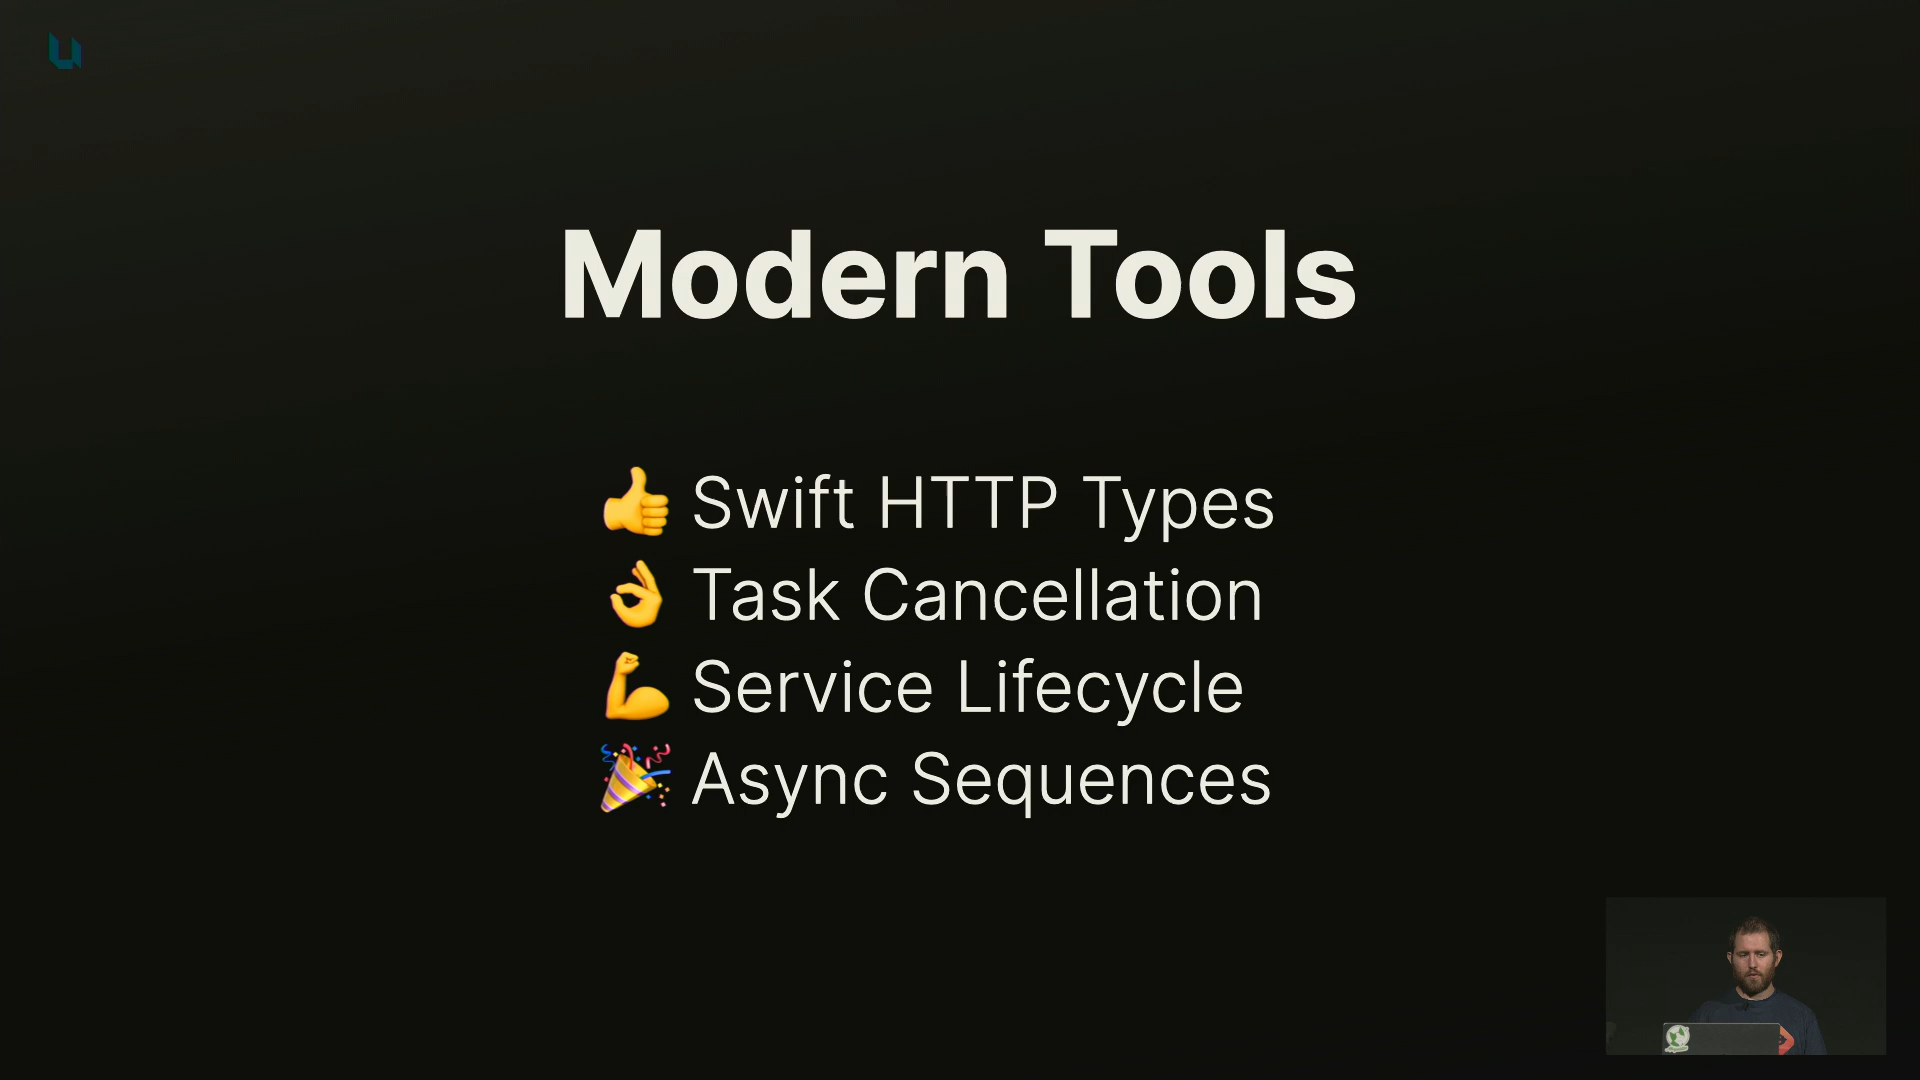 Modern Tools
👍 Swift HTTP Types
👌 Task Cancellation
💪 Service Lifecycle
🎉 Async Sequences